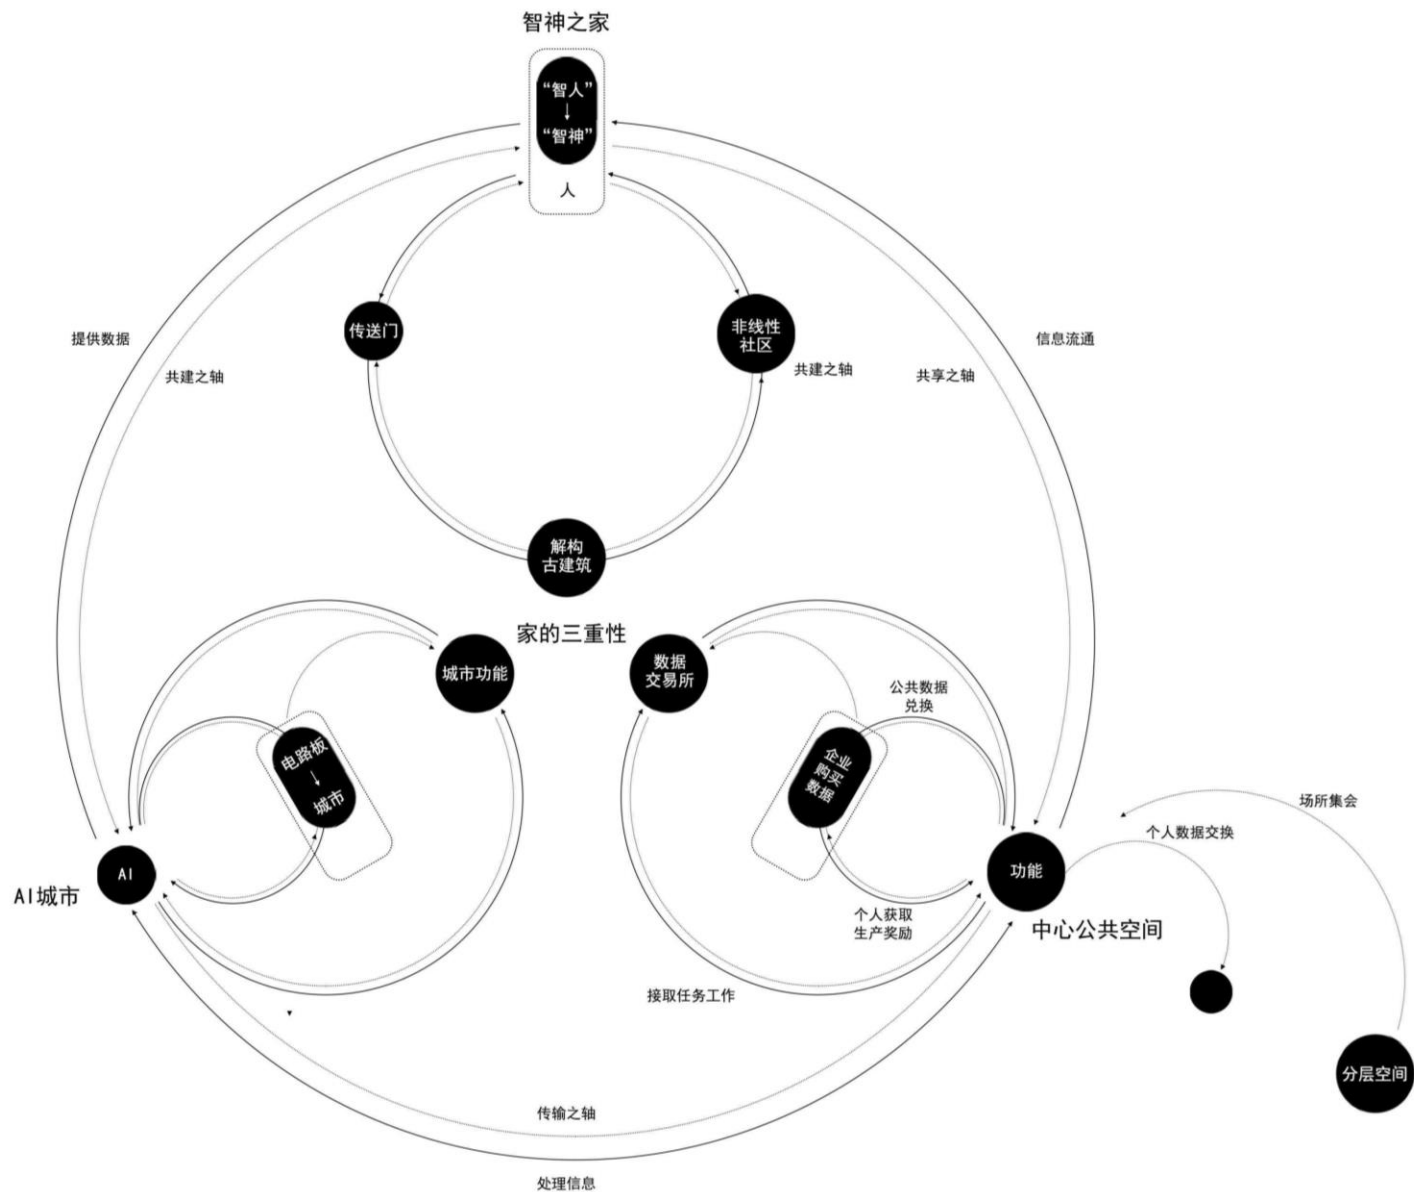 智神之家
“智人”
↓
“智神”
人
传送门
非线性
社区
提供数据
共建之轴
共建之轴
共享之轴
信息流通
解构
古建筑
家的三重性
城市功能
数据
交易所
公共数据
兑换
电路板
→
城市
企业
购买
数据
场所集会
个人数据交换
AI
AI城市
功能
个人获取
生产奖励
中心公共空间
接取任务工作
分层空间
传输之轴
处理信息